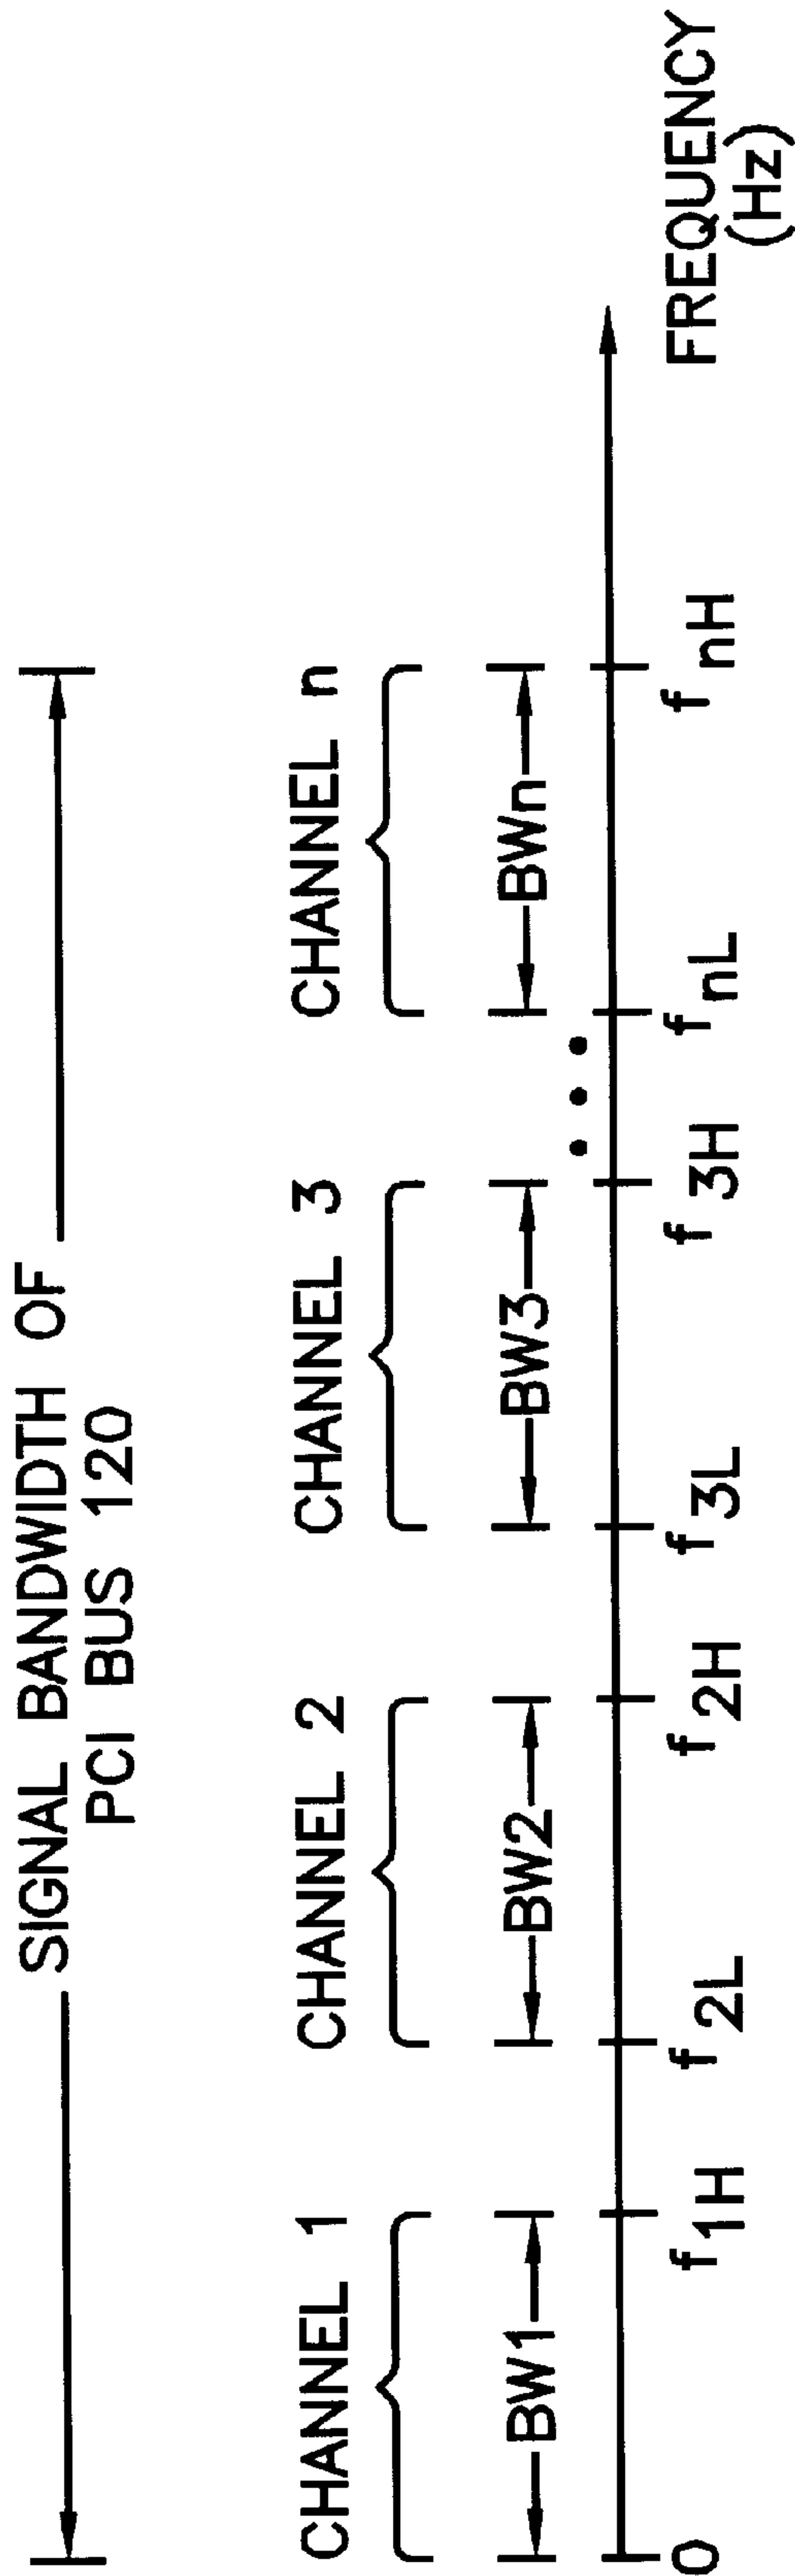 SIGNAL BANDWIDTH OF
PCI BUS 120
CHANNEL 1 CHANNEL 2 CHANNEL 3 CHANNEL n
BW1 BW2 BW3 BWn
0 f1H f2L f2H f3L f3H fnL fnH
FREQUENCY
(Hz)